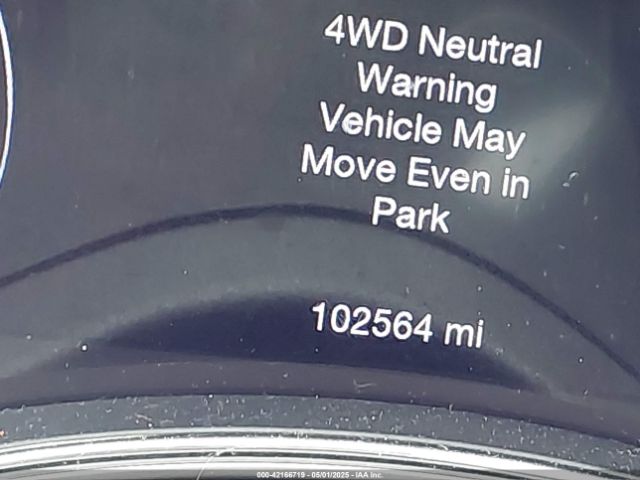 4WD Neutral
Warning
Vehicle May
Move Even in
Park
102564 mi
000-42166719 - 05/01/2025 - IAA Inc.